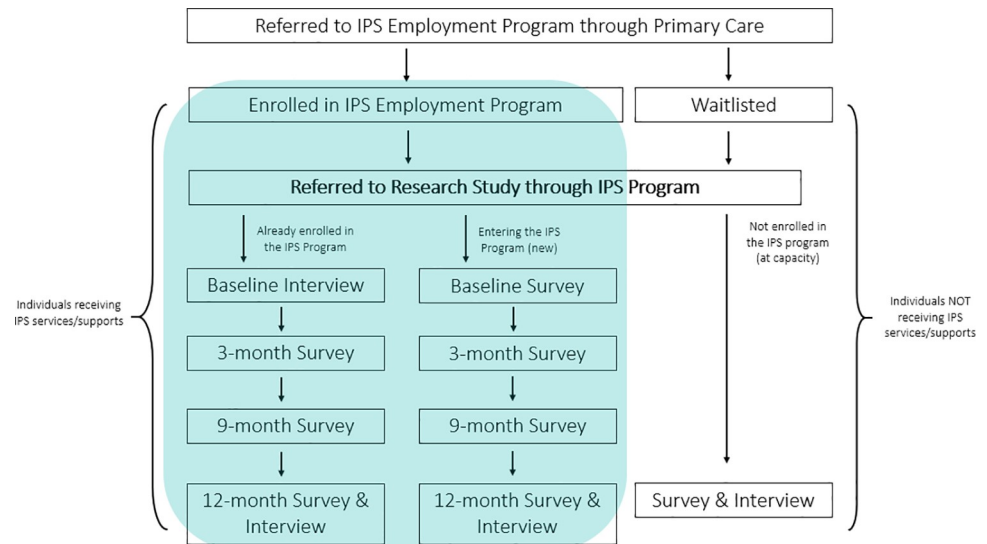 Referred to IPS Employment Program through Primary Care
Enrolled in IPS Employment Program
Waitlisted
Referred to Research Study through IPS Program
Already enrolled in
the IPS Program
Entering the IPS
Program (new)
Not enrolled in
the IPS program
(at capacity)
Baseline Interview
Baseline Survey
Individuals receiving
IPS services/supports
Individuals NOT
receiving IPS
services/supports
3-month Survey
3-month Survey
9-month Survey
9-month Survey
12-month Survey &
Interview
12-month Survey &
Interview
Survey & Interview